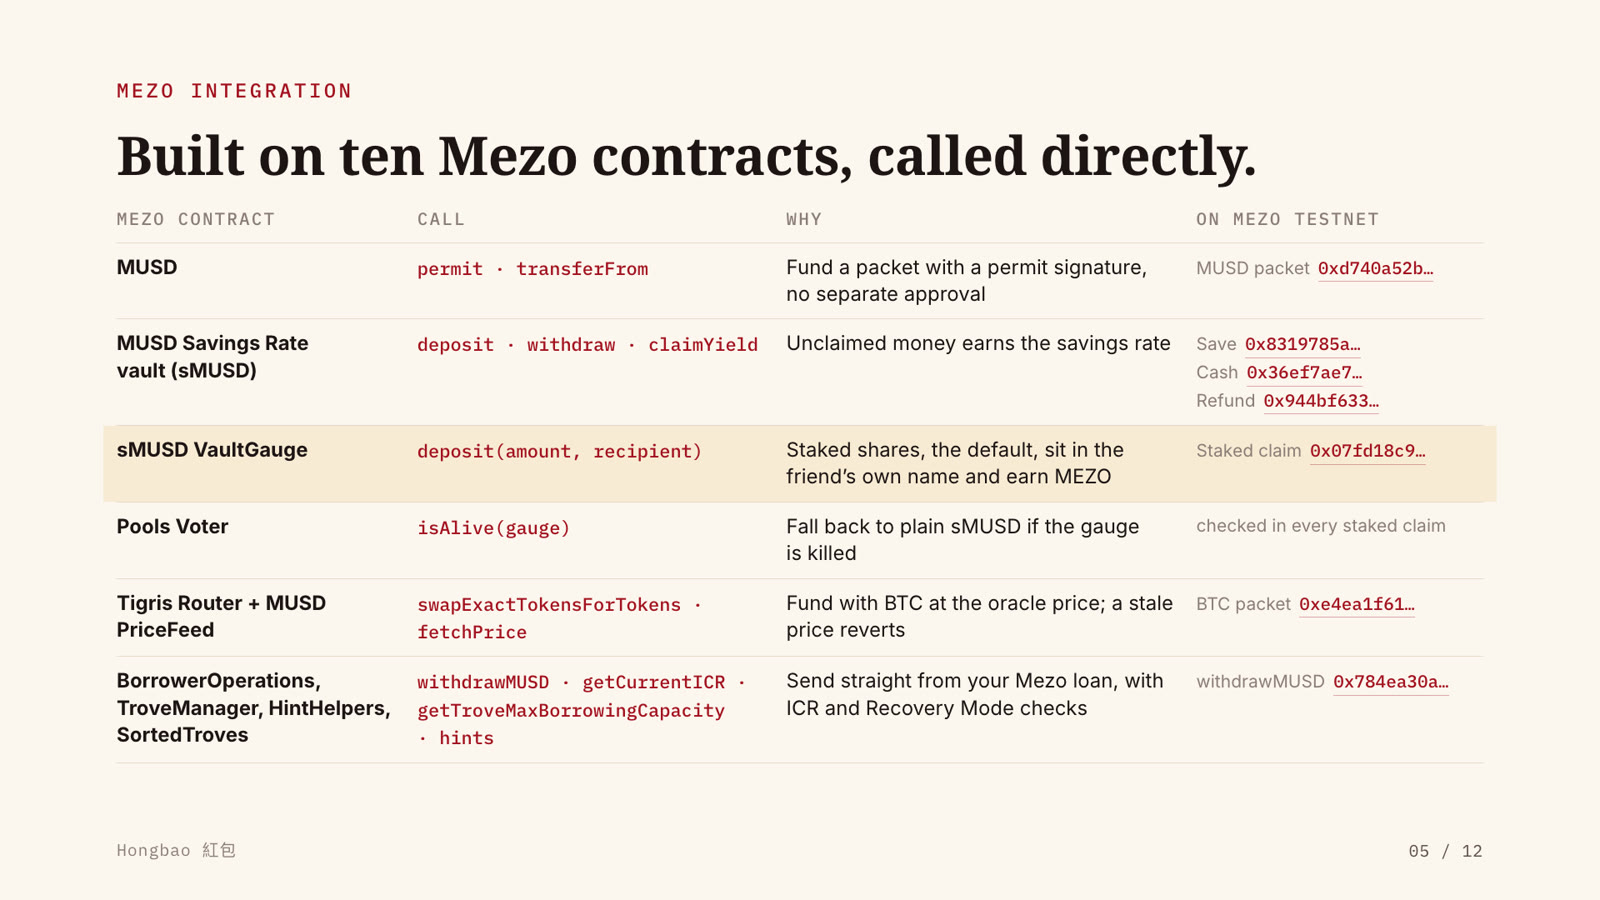 MEZO INTEGRATION
Built on ten Mezo contracts, called directly.
MEZO CONTRACT CALL WHY ON MEZO TESTNET
MUSD
permit · transferFrom
Fund a packet with a permit signature,
no separate approval
MUSD packet 0xd740a52b…
MUSD Savings Rate
vault (sMUSD)
deposit · withdraw · claimYield
Unclaimed money earns the savings rate
Save 0x8319785a…
Cash 0x36ef7ae7…
Refund 0x944bf633…
sMUSD VaultGauge
deposit(amount, recipient)
Staked shares, the default, sit in the
friend’s own name and earn MEZO
Staked claim 0x07fd18c9…
Pools Voter
isAlive(gauge)
Fall back to plain sMUSD if the gauge
is killed
checked in every staked claim
Tigris Router + MUSD
PriceFeed
swapExactTokensForTokens ·
fetchPrice
Fund with BTC at the oracle price; a stale
price reverts
BTC packet 0xe4ea1f61…
BorrowerOperations,
TroveManager, HintHelpers,
SortedTroves
withdrawMUSD · getCurrentICR ·
getTroveMaxBorrowingCapacity
· hints
Send straight from your Mezo loan, with
ICR and Recovery Mode checks
withdrawMUSD 0x784ea30a…
Hongbao 紅包
05 / 12